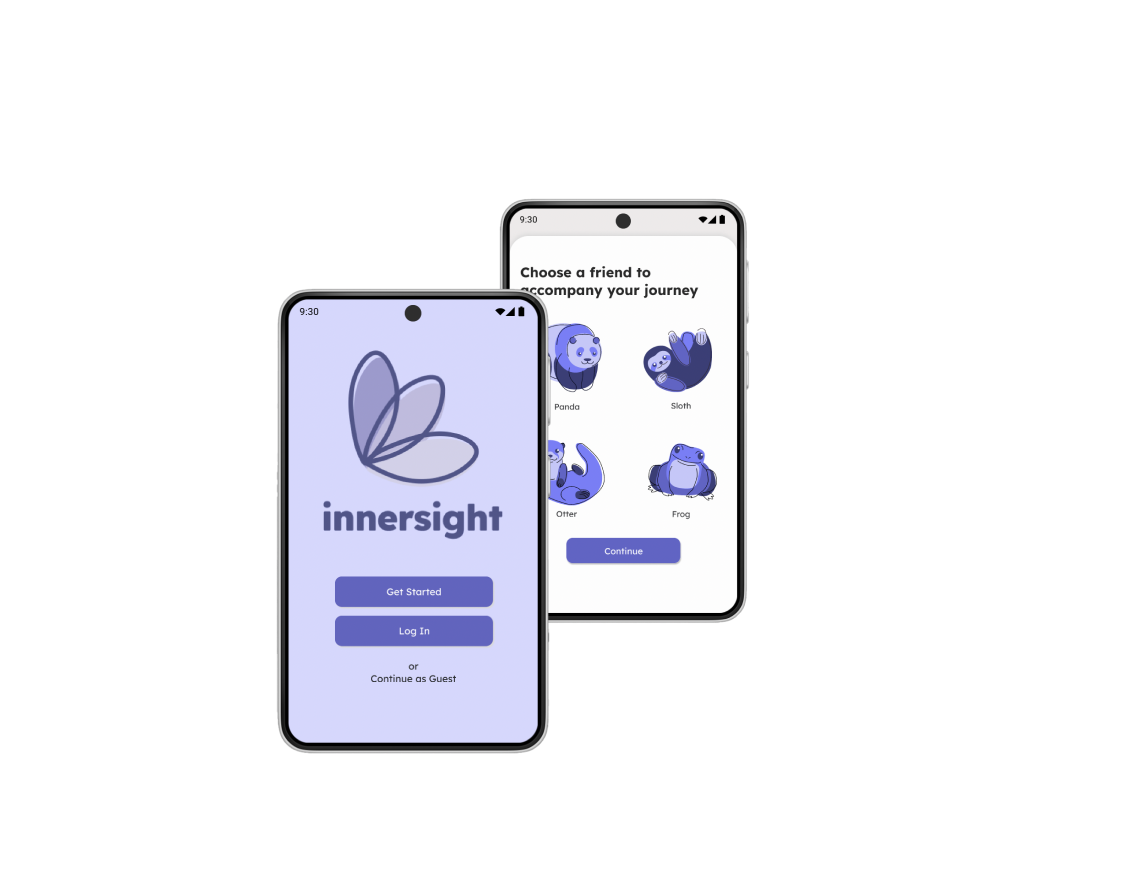 9:30
Choose a friend to
accompany your journey
Panda
Sloth
Otter
Frog
Continue
9:30
innersight
Get Started
Log In
or
Continue as Guest